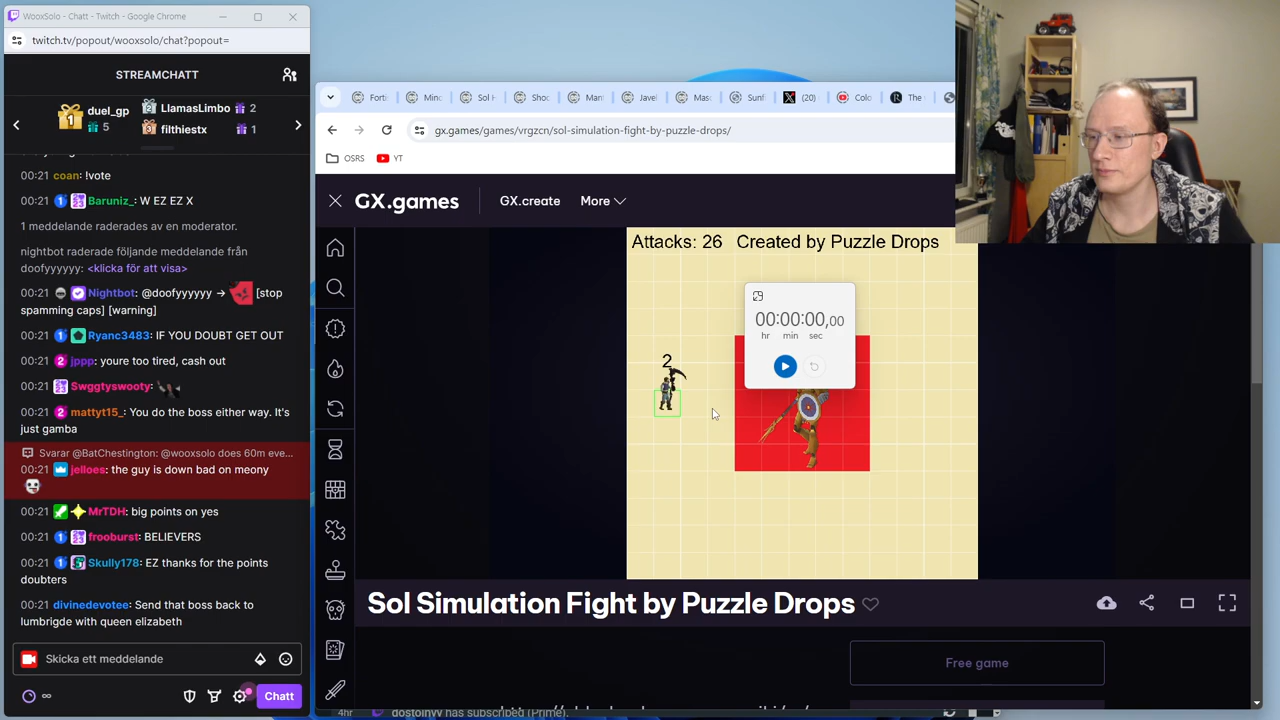 WooxSolo - Chatt - Twitch - Google Chrome
twitch.tv/popout/wooxsolo/chat?popout=
STREAMCHATT
1 duel_gp 5
2 LlamasLimbo 2
3 filthiestx 1
00:21 coan: !vote
00:21 Baruniz_: W EZ EZ X
1 meddelande raderades av en moderator.
nightbot raderade följande meddelande från
doofyyyyyy: <klicka för att visa>
00:21 Nightbot: @doofyyyyyy → [stop
spamming caps] [warning]
00:21 Ryanc3483: IF YOU DOUBT GET OUT
00:21 jppp: youre too tired, cash out
00:21 Swggtyswooty:
00:21 mattyt15_: You do the boss either way. It's
just gamba
Svarar @BatChestington: @wooxsolo does 60m eve...
00:21 jelloes: the guy is down bad on meony
00:21 MrTDH: big points on yes
00:21 frooburst: BELIEVERS
00:21 Skully178: EZ thanks for the points
doubters
00:21 divinedevotee: Send that boss back to
lumbrigde with queen elizabeth
Skicka ett meddelande
Chatt
Fort
Minc
Sol H
Shoc
Man
Javel
Mas
Sunf
(20)
Colo
The
gx.games/games/vrgzcn/sol-simulation-fight-by-puzzle-drops/
OSRS
YT
GX.games
GX.create
More
Attacks: 26 Created by Puzzle Drops
00:00:00,00
hr min sec
2
Sol Simulation Fight by Puzzle Drops
Free game
4hr
dostoinyy has subscribed (Prime).